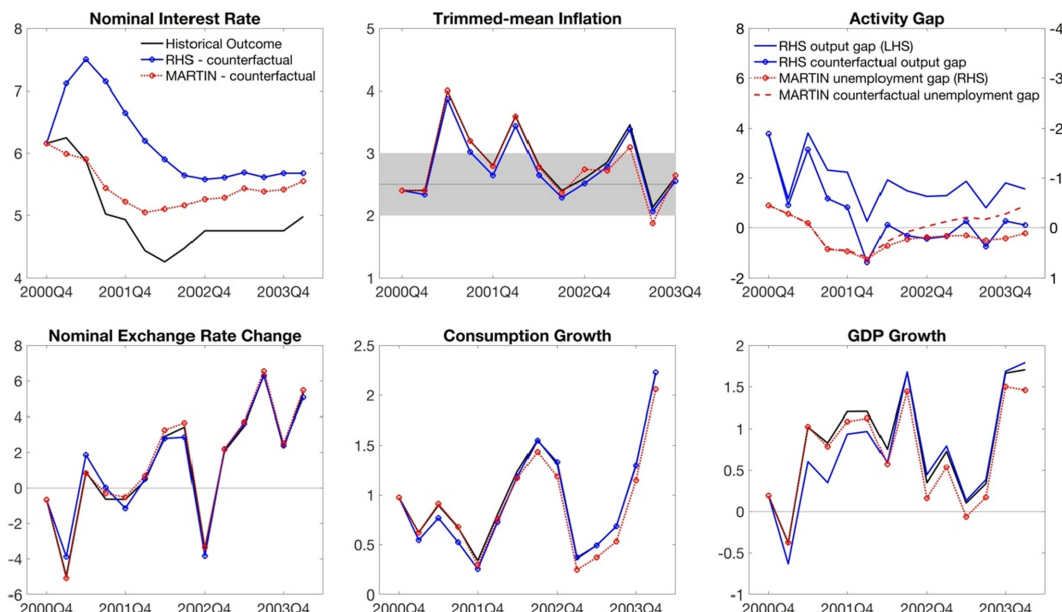 Nominal Interest Rate
8
7
6
5
4
Historical Outcome
RHS - counterfactual
MARTIN - counterfactual
2000Q4 2001Q4 2002Q4 2003Q4
Trimmed-mean Inflation
5
4
3
2
1
2000Q4 2001Q4 2002Q4 2003Q4
Activity Gap
8
6
4
2
0
-2
RHS output gap (LHS)
RHS counterfactual output gap
MARTIN unemployment gap (RHS)
MARTIN counterfactual unemployment gap
-4
-3
-2
-1
0
1
2000Q4 2001Q4 2002Q4 2003Q4
Nominal Exchange Rate Change
8
6
4
2
0
-2
-4
-6
2000Q4 2001Q4 2002Q4 2003Q4
Consumption Growth
2.5
2
1.5
1
0.5
0
2000Q4 2001Q4 2002Q4 2003Q4
GDP Growth
2
1.5
1
0.5
0
-0.5
-1
2000Q4 2001Q4 2002Q4 2003Q4